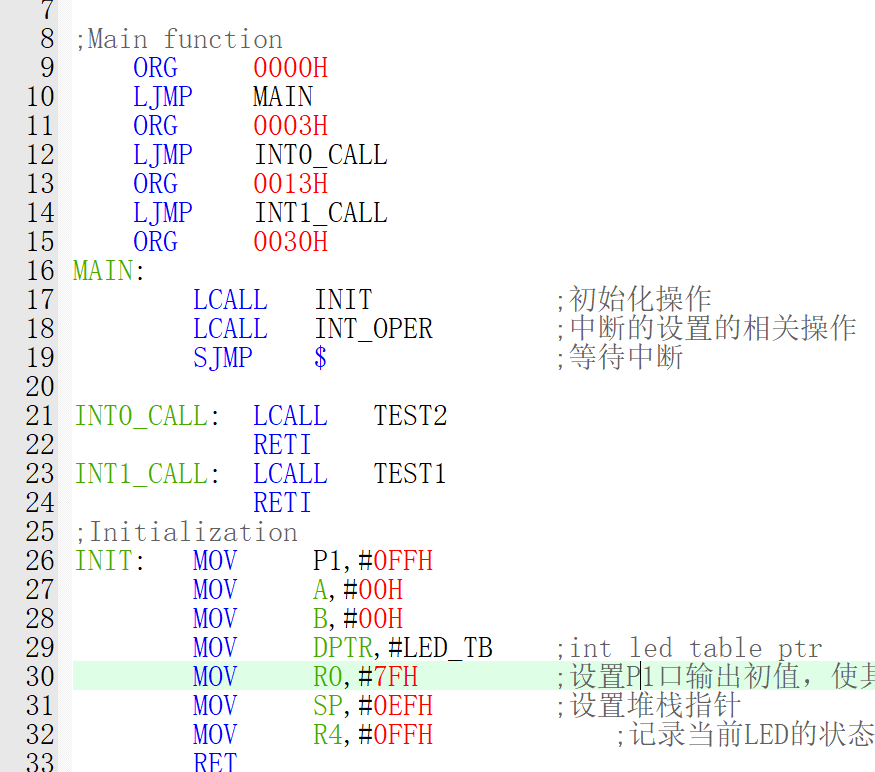 7
8 ;Main function
9 ORG 0000H
10 LJMP MAIN
11 ORG 0003H
12 LJMP INT0_CALL
13 ORG 0013H
14 LJMP INT1_CALL
15 ORG 0030H
16 MAIN:
17 LCALL INIT ;初始化操作
18 LCALL INT_OPER ;中断的设置的相关操作
19 SJMP $ ;等待中断
20
21 INT0_CALL: LCALL TEST2
22 RETI
23 INT1_CALL: LCALL TEST1
24 RETI
25 ;Initialization
26 INIT: MOV P1,#0FFH
27 MOV A,#00H
28 MOV B,#00H
29 MOV DPTR,#LED_TB ;int led table ptr
30 MOV R0,#7FH ;设置P1口输出初值，使其
31 MOV SP,#0EFH ;设置堆栈指针
32 MOV R4,#0FFH ;记录当前LED的状态
33 RET